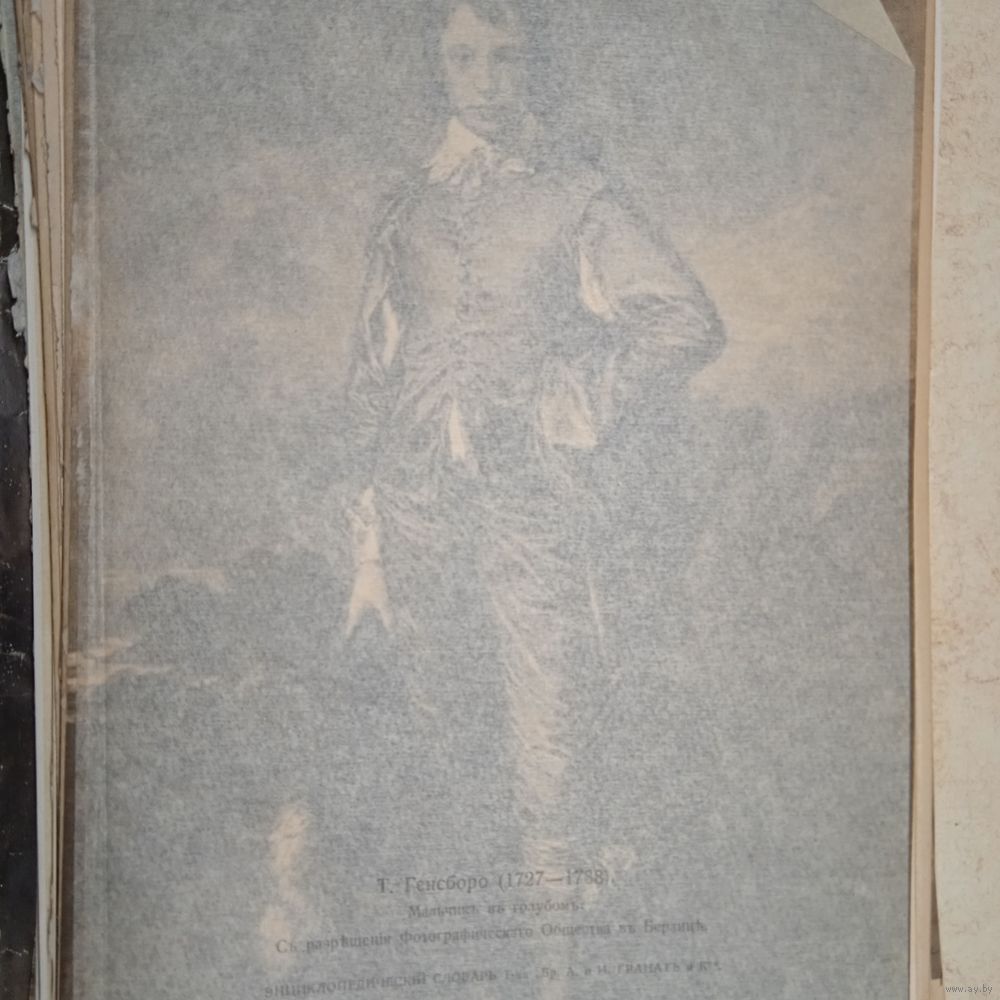 Т. Генсборо (1727—1788).
Мальчикъ въ голубомъ.
Съ разрѣшенія Фотографическаго Общества въ Берлинѣ.
ЭНЦИКЛОПЕДИЧЕСКІЙ СЛОВАРЬ Т-ва „Бр. А. и И. ГРАНАТЪ и К°“.
www.ay.by